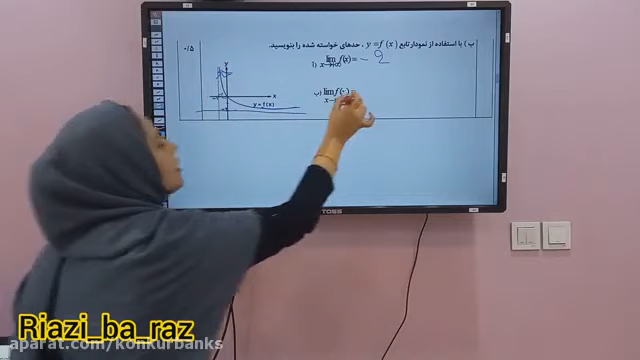 ب ) با استفاده از نمودار تابع y = f (x) ، حدهای خواسته شده را بنویسید.
۰/۵
lim f(x) = -2
y
x
y = f (x)
ب) lim f(
x→
TOSS
Riazi_ba_raz
aparat.com/konkurbanks